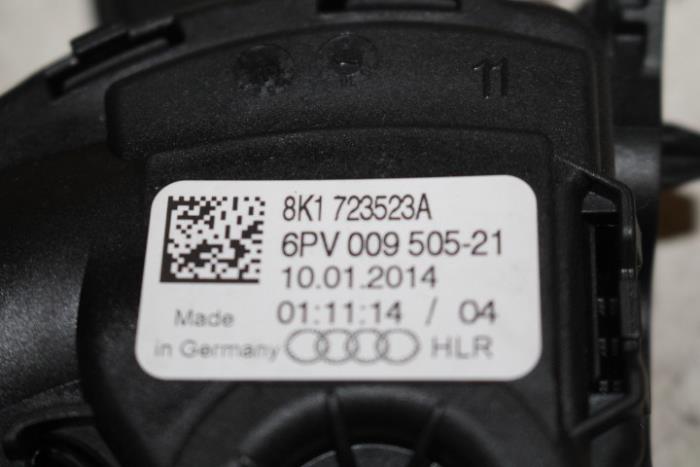 11
8K1 723523A
6PV 009 505-21
10.01.2014
Made 01:11:14 / 04
in Germany HLR